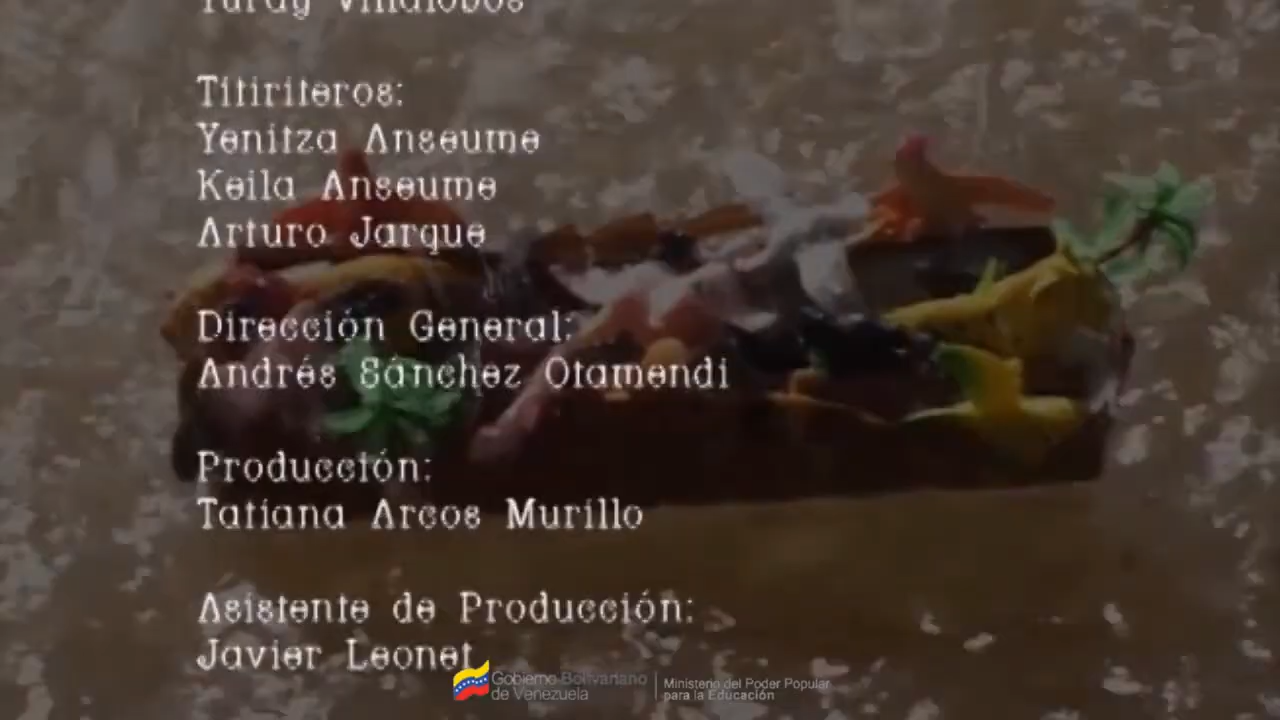 Villalobos
Titiriteros:
Yenitza Anseume
Keila Anseume
Arturo Jarque
Dirección General:
Andrés Sánchez Otamendi
Producción:
Tatiana Arcos Murillo
Asistente de Producción:
Javier Leonet
Gobierno Bolivariano
de Venezuela
Ministerio del Poder Popular
para la Educación